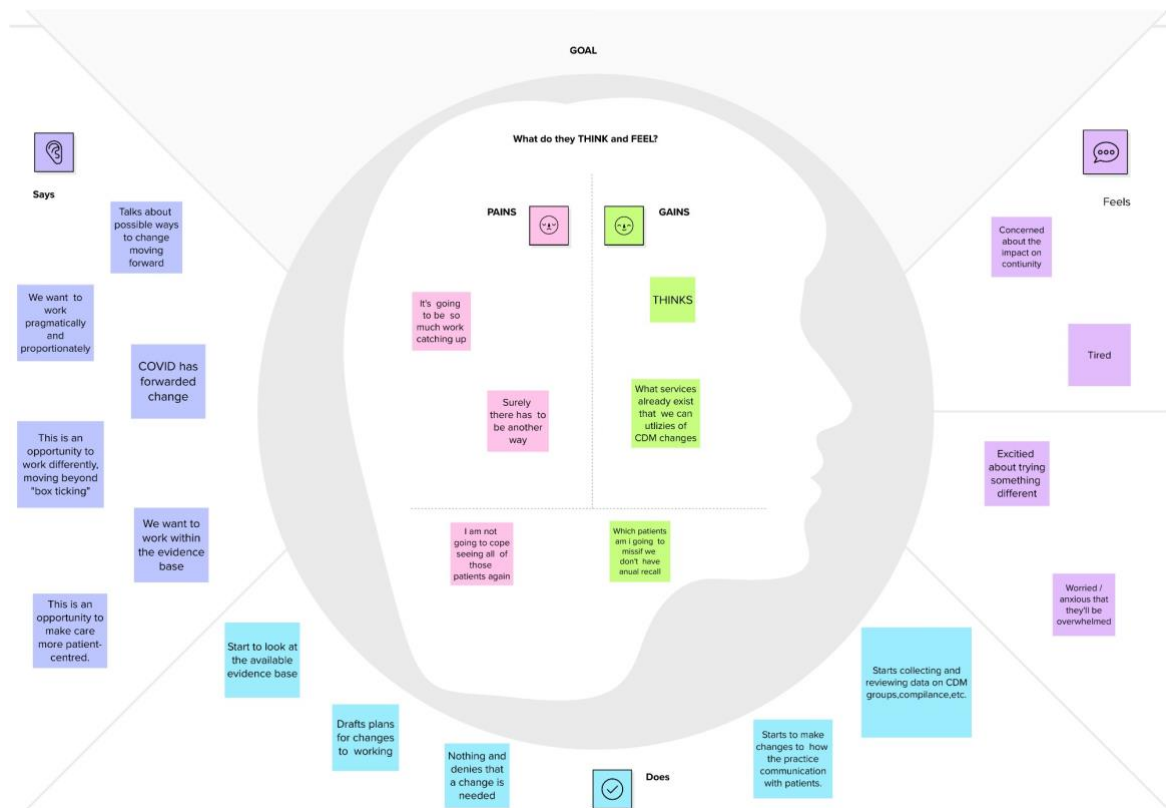 GOAL
What do they THINK and FEEL?
Says
Talks about
possible ways
to change
moving
forward
We want to
work
pragmatically
and
proportionately
COVID has
forwarded
change
This is an
opportunity to
work differently,
moving beyond
"box ticking"
We want to
work within
the evidence
base
This is an
opportunity to
make care
more patient-
centred.
PAINS
It's going
to be so
much work
catching up
Surely
there has to
be another
way
I am not
going to cope
seeing all of
those
patients again
GAINS
THINKS
What services
already exist
that we can
utlizies of
CDM changes
Which patients
am i going to
missif we
don't have
anual recall
Feels
Concerned
about the
impact on
contiunity
Tired
Excitied
about trying
something
different
Worried /
anxious that
they'll be
overwhelmed
Start to look at
the available
evidence base
Drafts plans
for changes
to working
Nothing and
denies that
a change is
needed
Does
Starts to make
changes to how
the practice
communication
with patients.
Starts collecting and
reviewing data on CDM
groups,compilance,etc.